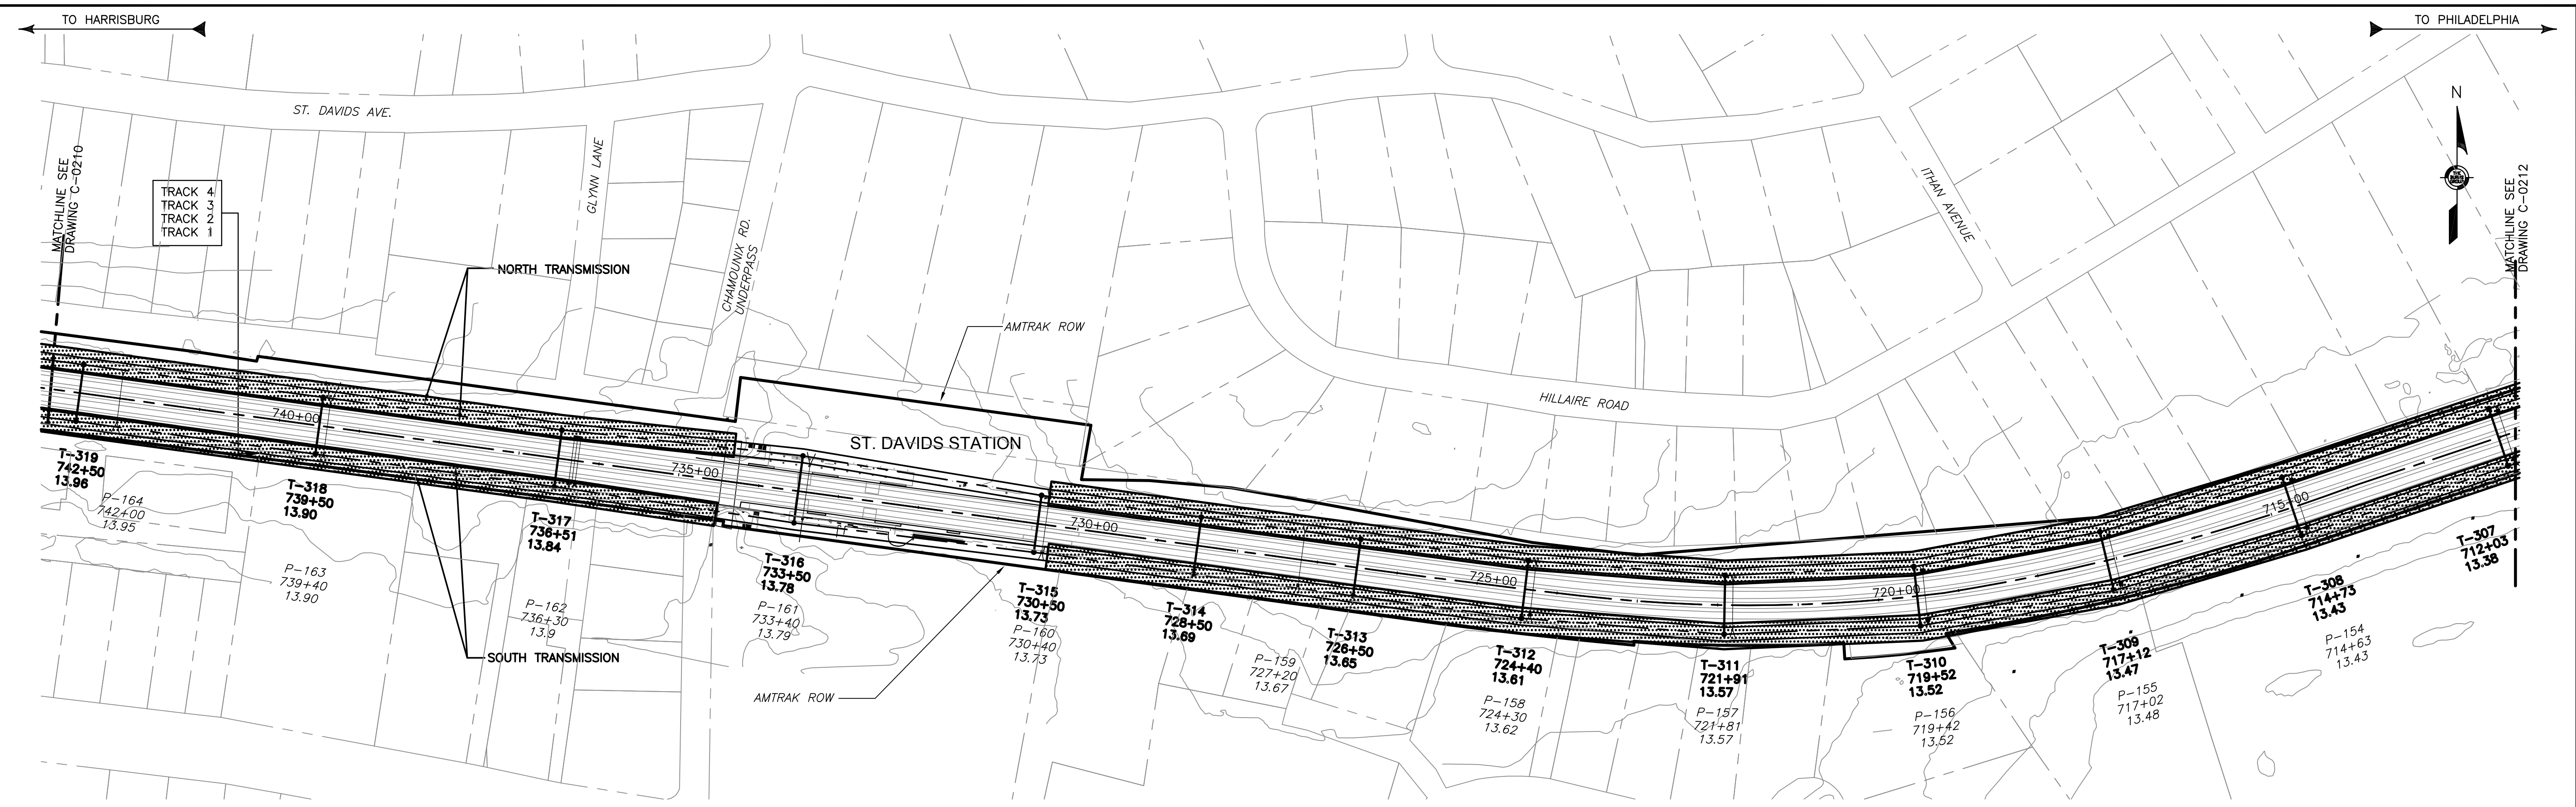 TO HARRISBURG
TO PHILADELPHIA
ST. DAVIDS AVE.
GLYNN LANE
CHAMOUNIX RD.
UNDERPASS
ITHAN AVENUE
HILLAIRE ROAD
N
MATCHLINE SEE
DRAWING C-0210
MATCHLINE SEE
DRAWING C-0212
TRACK 4
TRACK 3
TRACK 2
TRACK 1
NORTH TRANSMISSION
AMTRAK ROW
ST. DAVIDS STATION
740+00
735+00
730+00
725+00
720+00
715+00
T-319
742+50
13.96
P-164
742+00
13.95
T-318
739+50
13.90
P-163
739+40
13.90
T-317
736+51
13.84
P-162
736+30
13.9
T-316
733+50
13.78
P-161
733+40
13.79
T-315
730+50
13.73
P-160
730+40
13.73
T-314
728+50
13.69
P-159
727+20
13.67
T-313
726+50
13.65
T-312
724+40
13.61
P-158
724+30
13.62
T-311
721+91
13.57
P-157
721+81
13.57
T-310
719+52
13.52
P-156
719+42
13.52
T-309
717+12
13.47
P-155
717+02
13.48
T-308
714+73
13.43
P-154
714+63
13.43
T-307
712+03
13.38
SOUTH TRANSMISSION
AMTRAK ROW